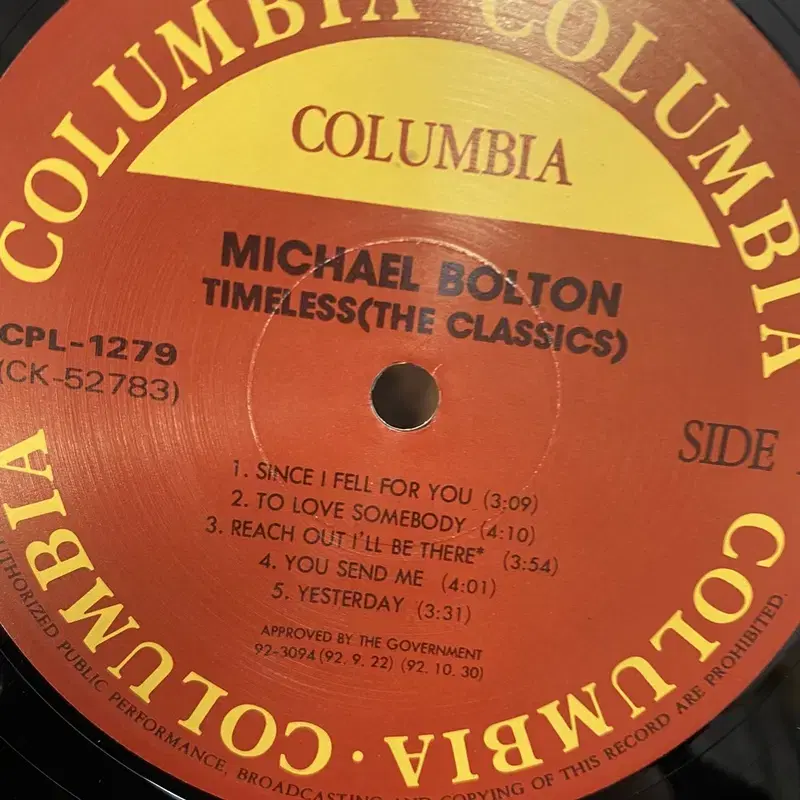 COLUMBIA COLUMBIA
COLUMBIA
MICHAEL BOLTON
TIMELESS(THE CLASSICS)
CPL-1279
(CK-52783)
SIDE
1. SINCE I FELL FOR YOU (3:09)
2. TO LOVE SOMEBODY (4:10)
3. REACH OUT I'LL BE THERE* (3:54)
4. YOU SEND ME (4:01)
5. YESTERDAY (3:31)
APPROVED BY THE GOVERNMENT
92-3094 (92. 9. 22) (92. 10. 30)
COLUMBIA
COLUMBIA
COLUMBIA · COLUMBIA
PUBLIC PERFORMANCE, BROADCASTING AND COPYING OF THIS RECORD ARE PROHIBITED.